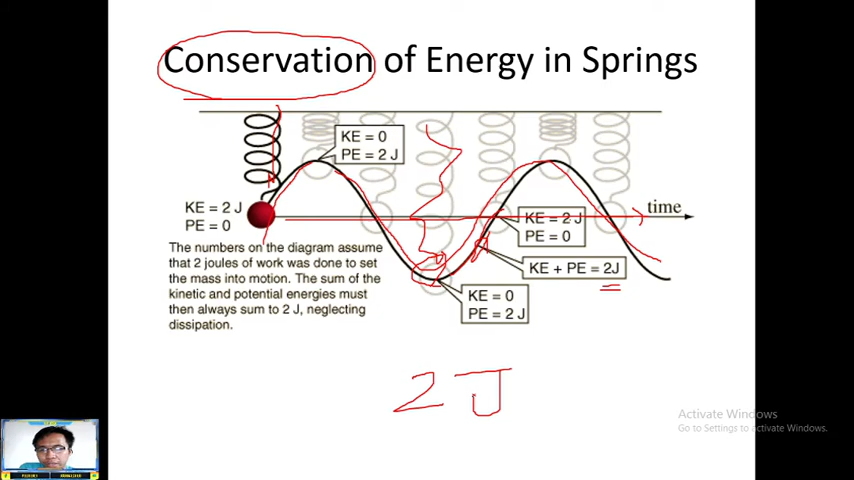 Conservation of Energy in Springs
KE = 0
PE = 2 J
KE = 2 J
PE = 0
time
KE = 2 J
PE = 0
KE + PE = 2J
KE = 0
PE = 2 J
The numbers on the diagram assume
that 2 joules of work was done to set
the mass into motion. The sum of the
kinetic and potential energies must
then always sum to 2 J, neglecting
dissipation.
2 J
Activate Windows
Go to Settings to activate Windows.